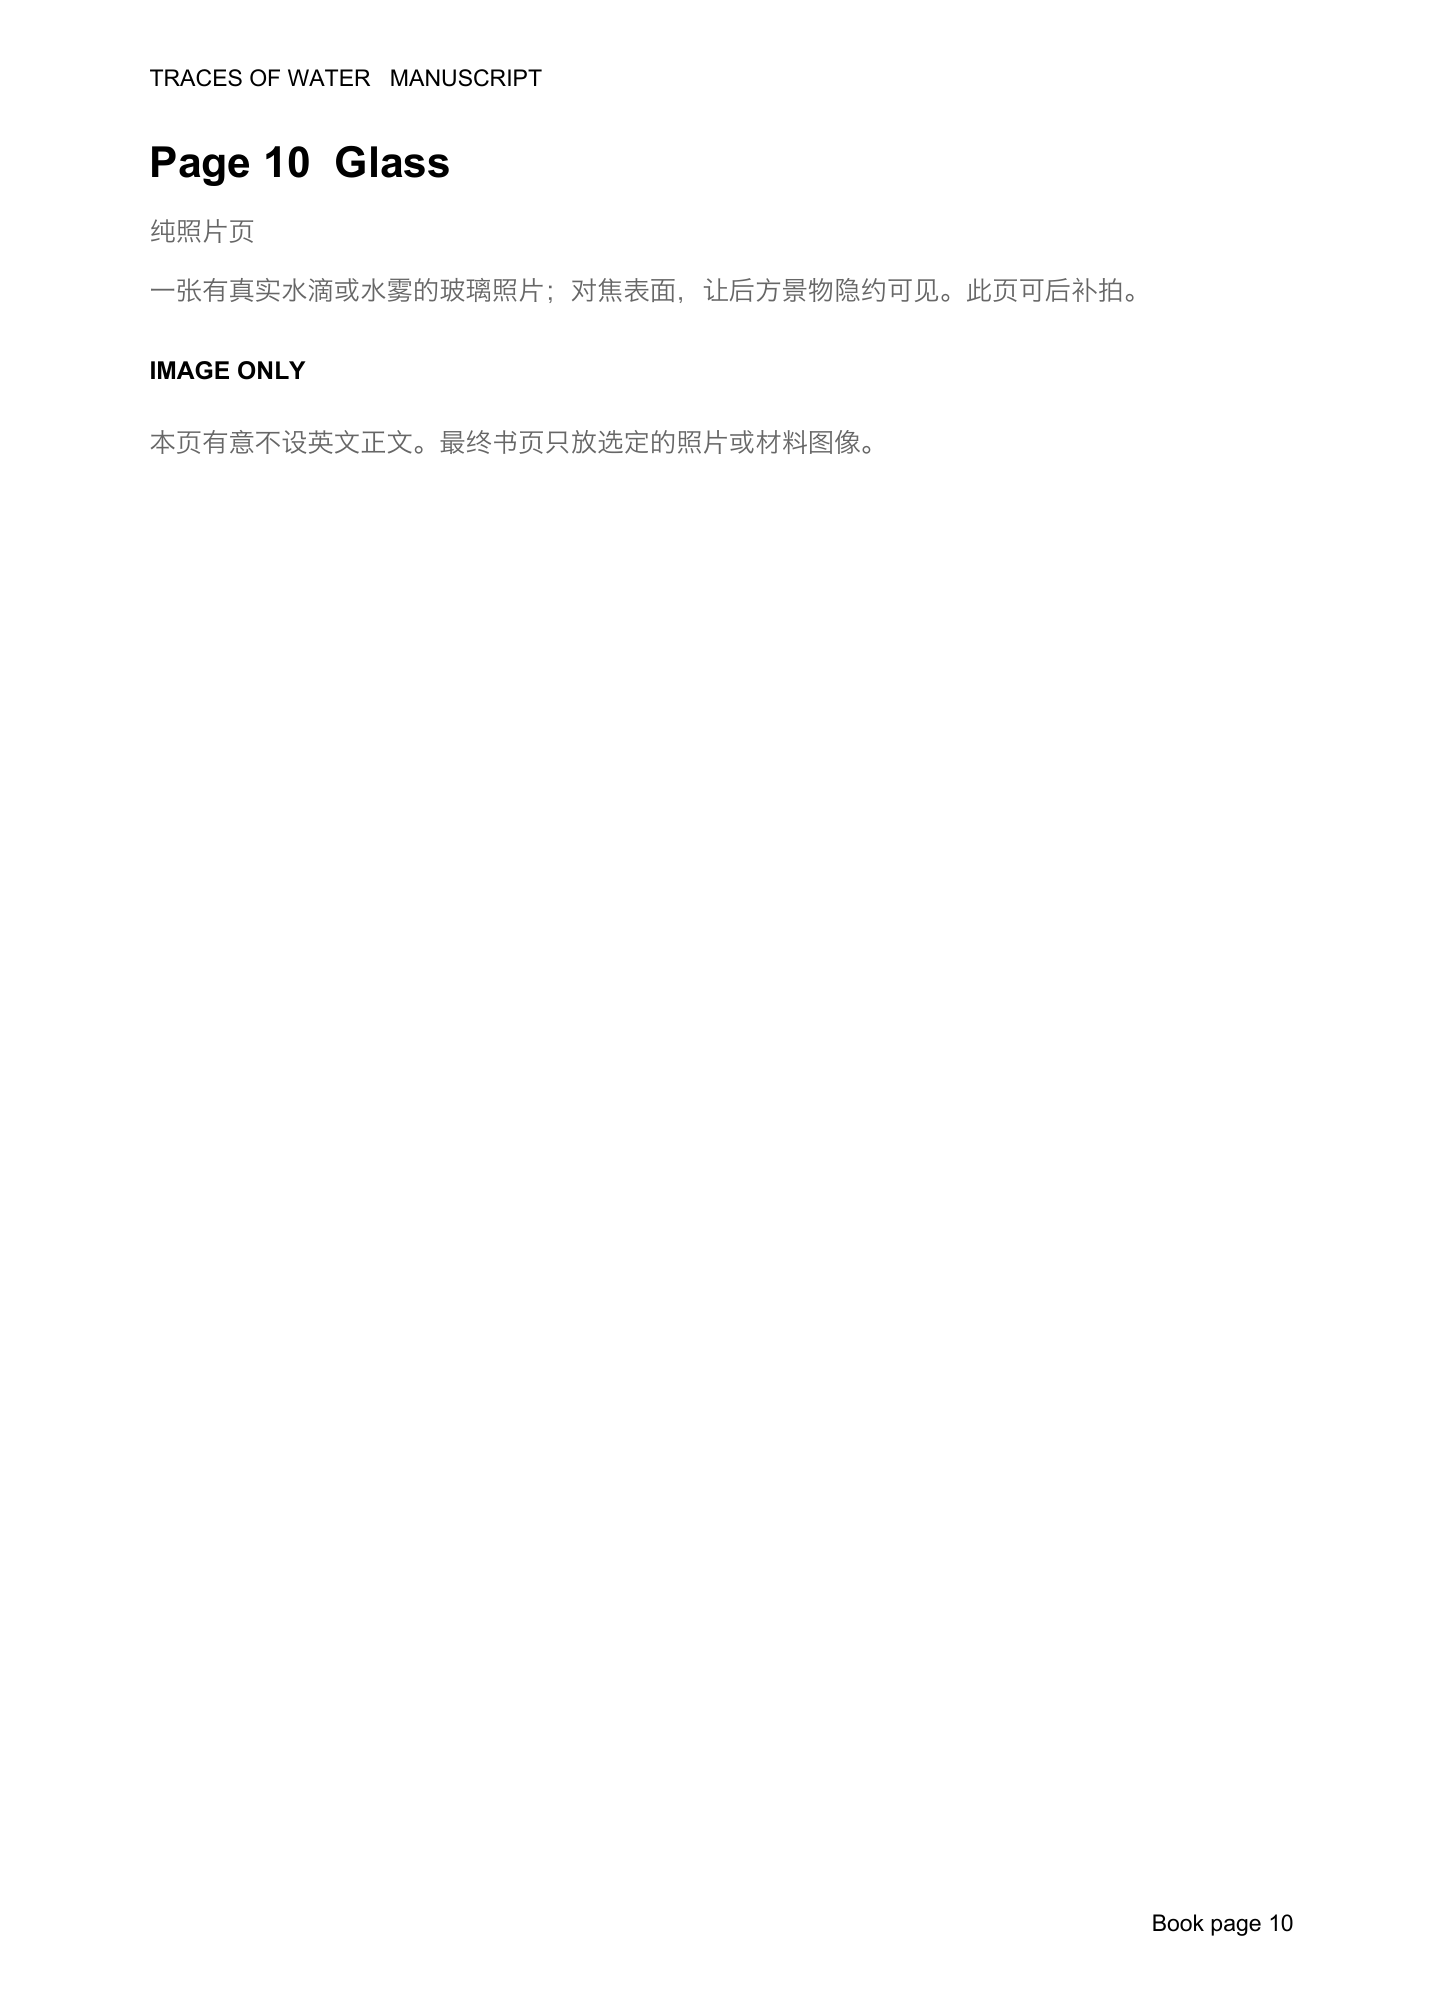 TRACES OF WATER   MANUSCRIPT
Page 10  Glass
纯照片页
一张有真实水滴或水雾的玻璃照片；对焦表面，让后方景物隐约可见。此页可后补拍。
IMAGE ONLY
本页有意不设英文正文。最终书页只放选定的照片或材料图像。
Book page 10